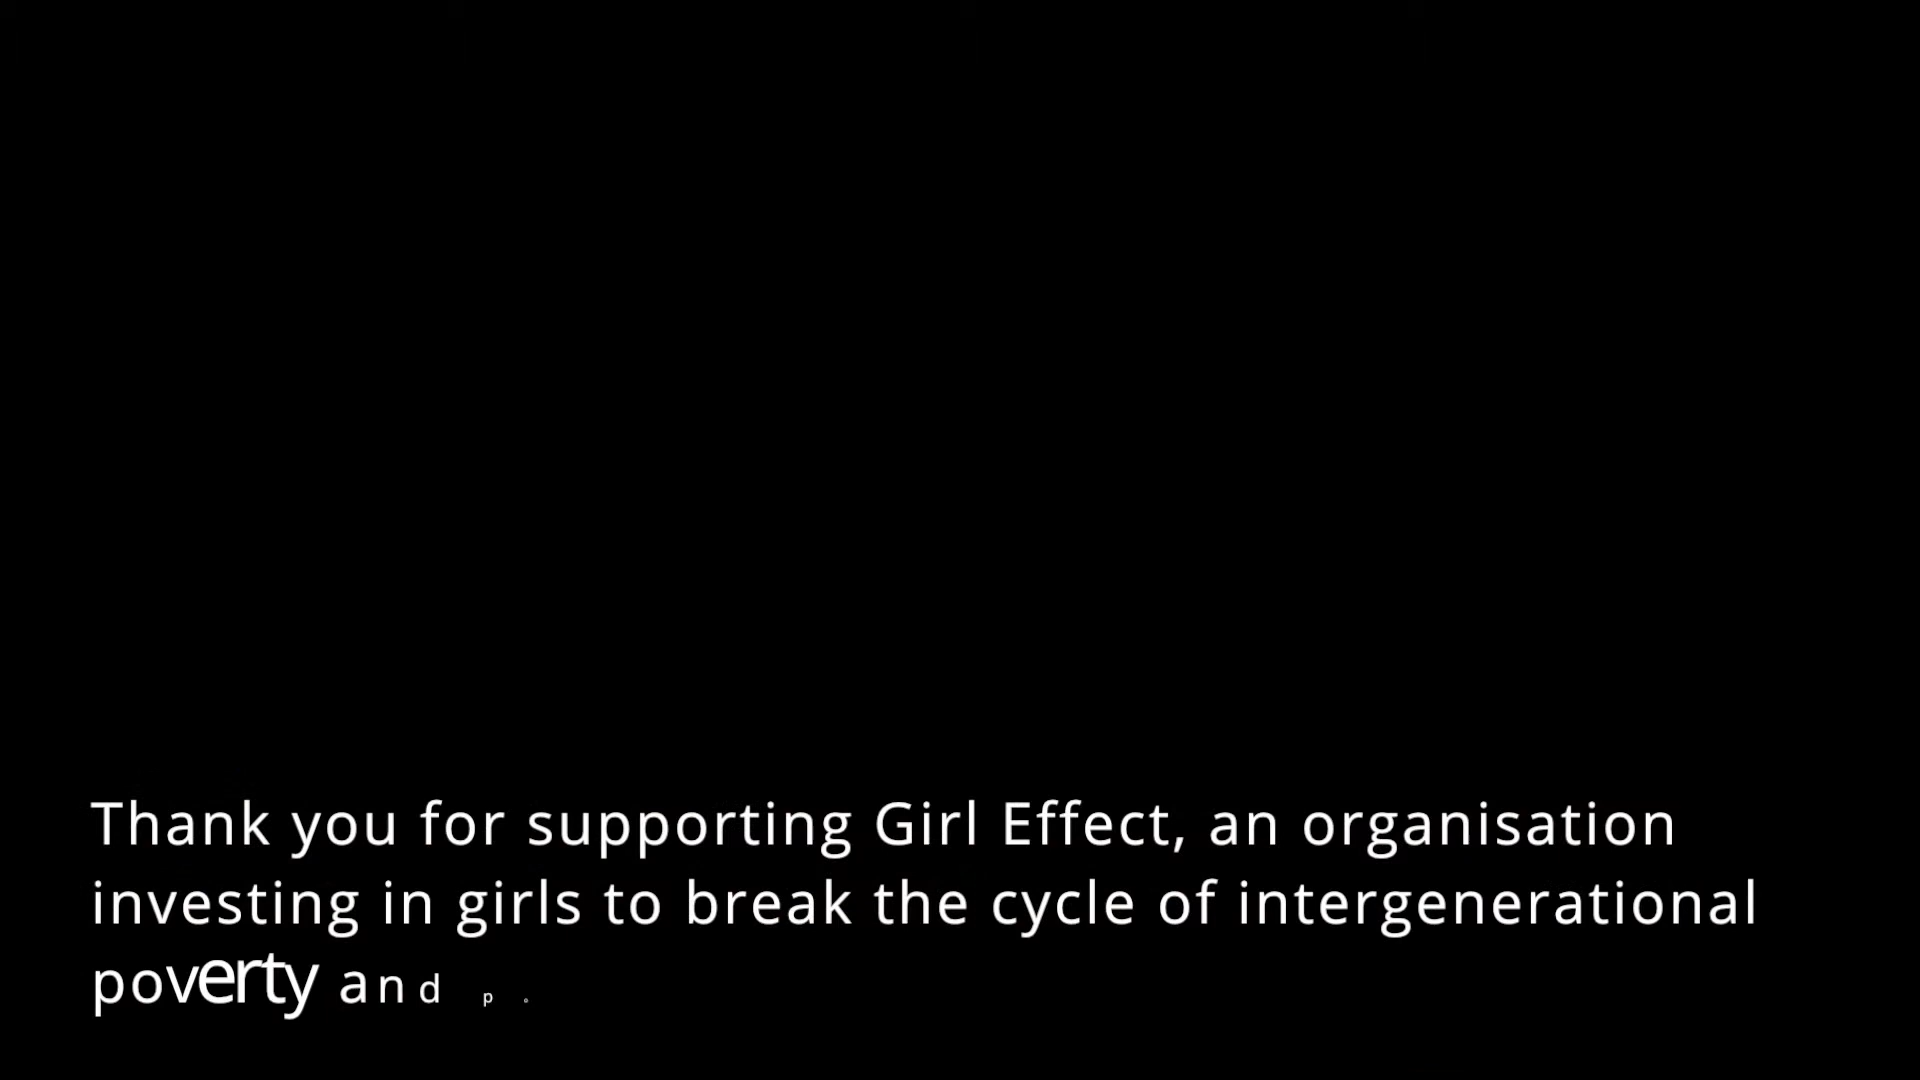 Thank you for supporting Girl Effect, an organisation
investing in girls to break the cycle of intergenerational
poverty and p